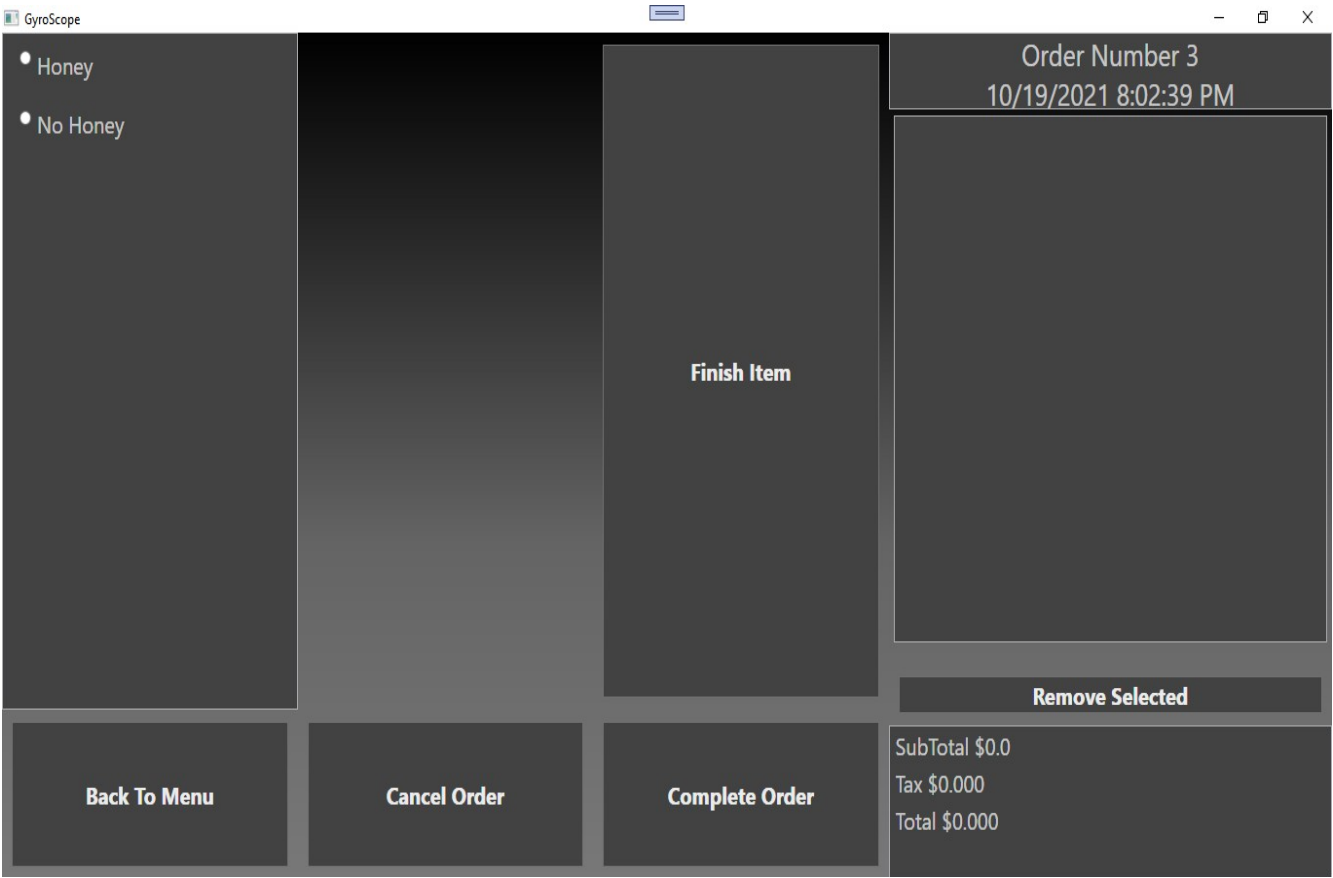 GyroScope
Honey
No Honey
Finish Item
Order Number 3
10/19/2021 8:02:39 PM
Remove Selected
SubTotal $0.0
Tax $0.000
Total $0.000
Back To Menu
Cancel Order
Complete Order